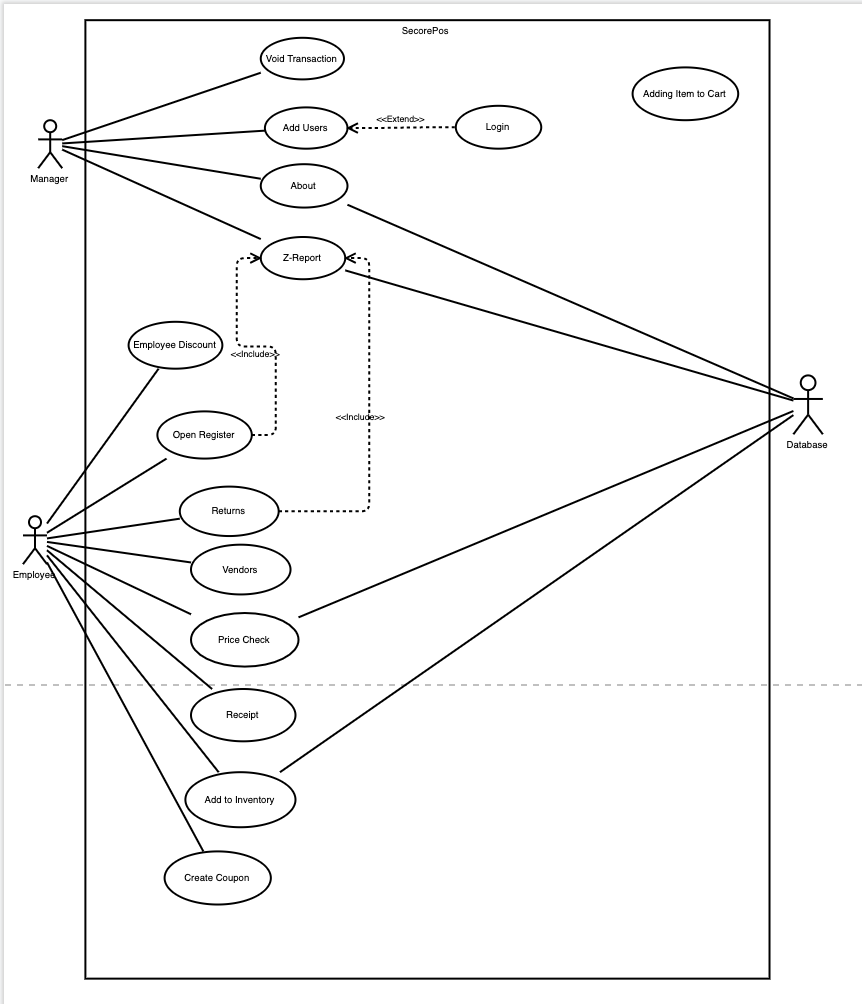 SecorePos
Void Transaction
Adding Item to Cart
<<Extend>>
Add Users
Login
Manager
About
Z-Report
Employee Discount
<<Include>>
<<Include>>
Open Register
Database
Returns
Vendors
Employee
Price Check
Receipt
Add to Inventory
Create Coupon